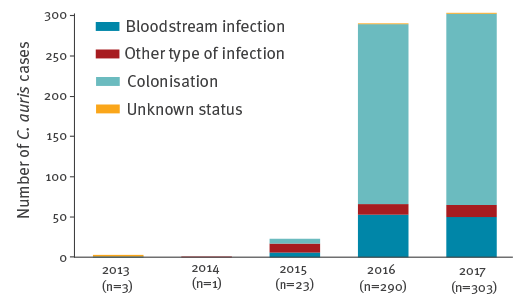 Number of C. auris cases
300
250
200
150
100
50
0
Bloodstream infection
Other type of infection
Colonisation
Unknown status
2013
(n=3)
2014
(n=1)
2015
(n=23)
2016
(n=290)
2017
(n=303)